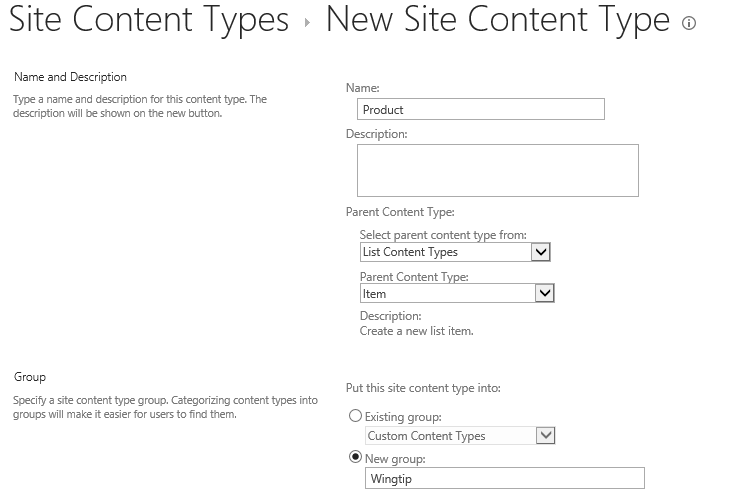 Site Content Types › New Site Content Type
Name and Description
Type a name and description for this content type. The
description will be shown on the new button.
Name:
Product
Description:
Parent Content Type:
Select parent content type from:
List Content Types
Parent Content Type:
Item
Description:
Create a new list item.
Group
Specify a site content type group. Categorizing content types into
groups will make it easier for users to find them.
Put this site content type into:
Existing group:
Custom Content Types
New group:
Wingtip